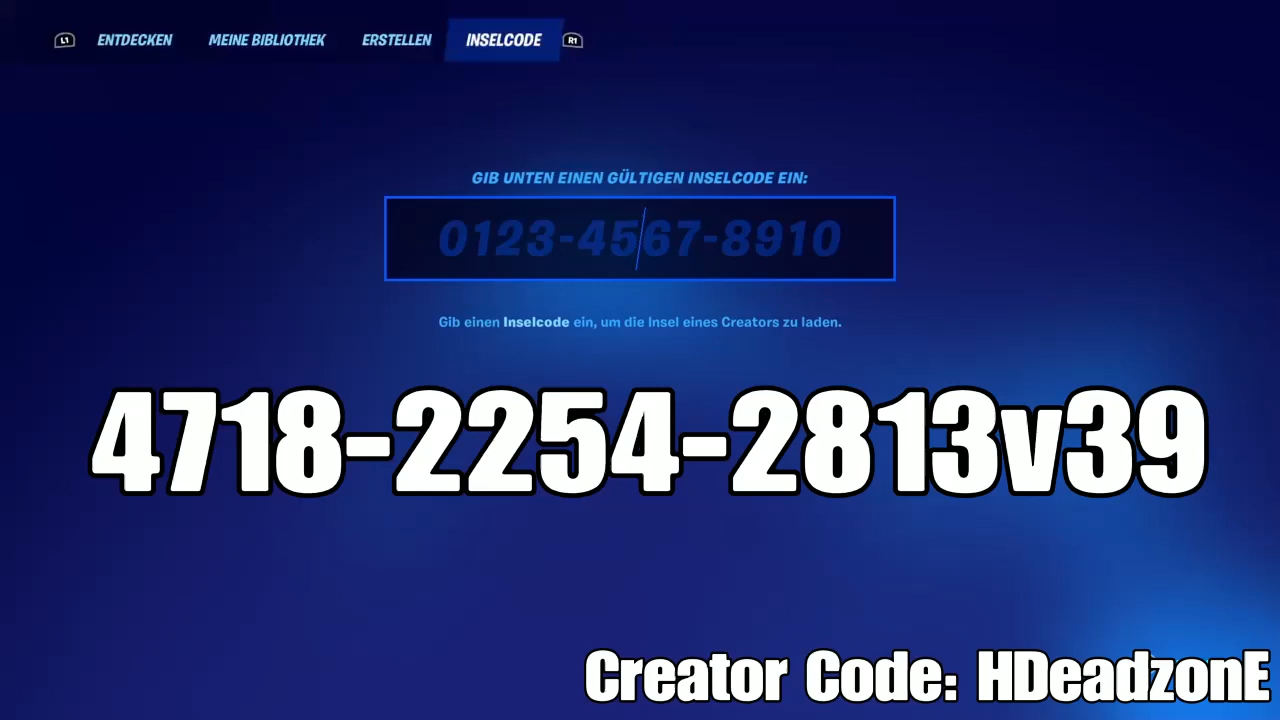 L1 ENTDECKEN MEINE BIBLIOTHEK ERSTELLEN INSELCODE R1
GIB UNTEN EINEN GÜLTIGEN INSELCODE EIN:
0123-4567-8910
Gib einen Inselcode ein, um die Insel eines Creators zu laden.
4718-2254-2813v39
Creator Code: HDeadzonE